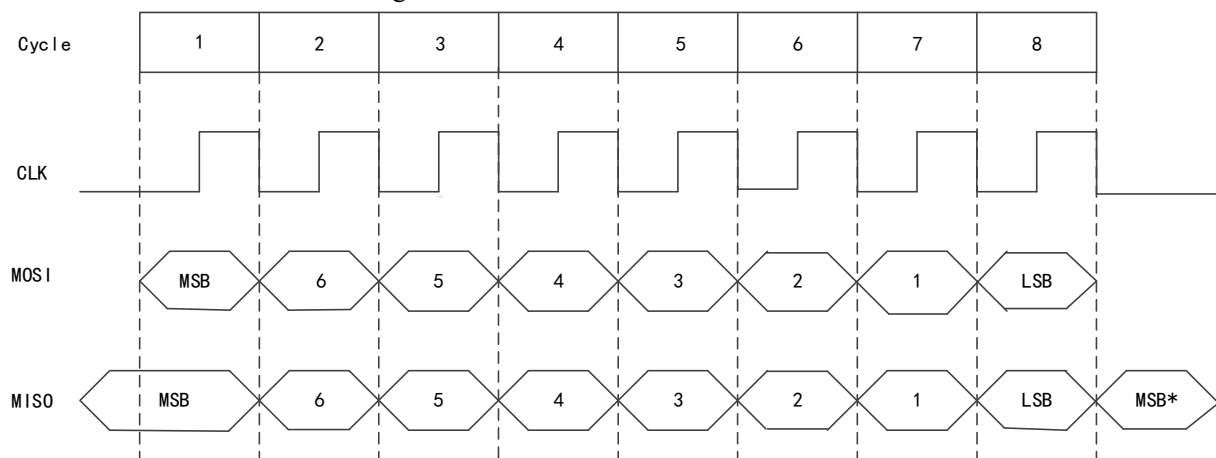 Cycle 1 2 3 4 5 6 7 8
CLK
MOSI MSB 6 5 4 3 2 1 LSB
MISO MSB 6 5 4 3 2 1 LSB MSB*